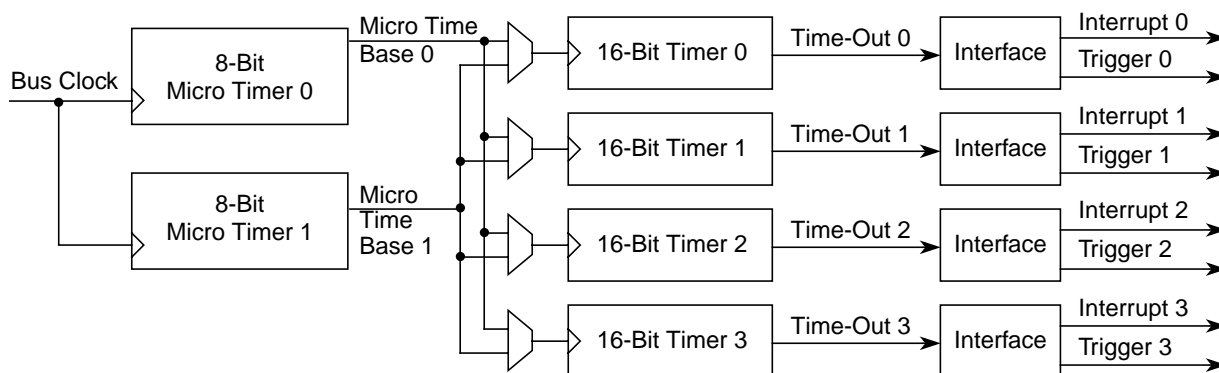 Bus Clock
8-Bit
Micro Timer 0
Micro Time
Base 0
8-Bit
Micro Timer 1
Micro
Time
Base 1
16-Bit Timer 0
Time-Out 0
Interface
Interrupt 0
Trigger 0
16-Bit Timer 1
Time-Out 1
Interface
Interrupt 1
Trigger 1
16-Bit Timer 2
Time-Out 2
Interface
Interrupt 2
Trigger 2
16-Bit Timer 3
Time-Out 3
Interface
Interrupt 3
Trigger 3